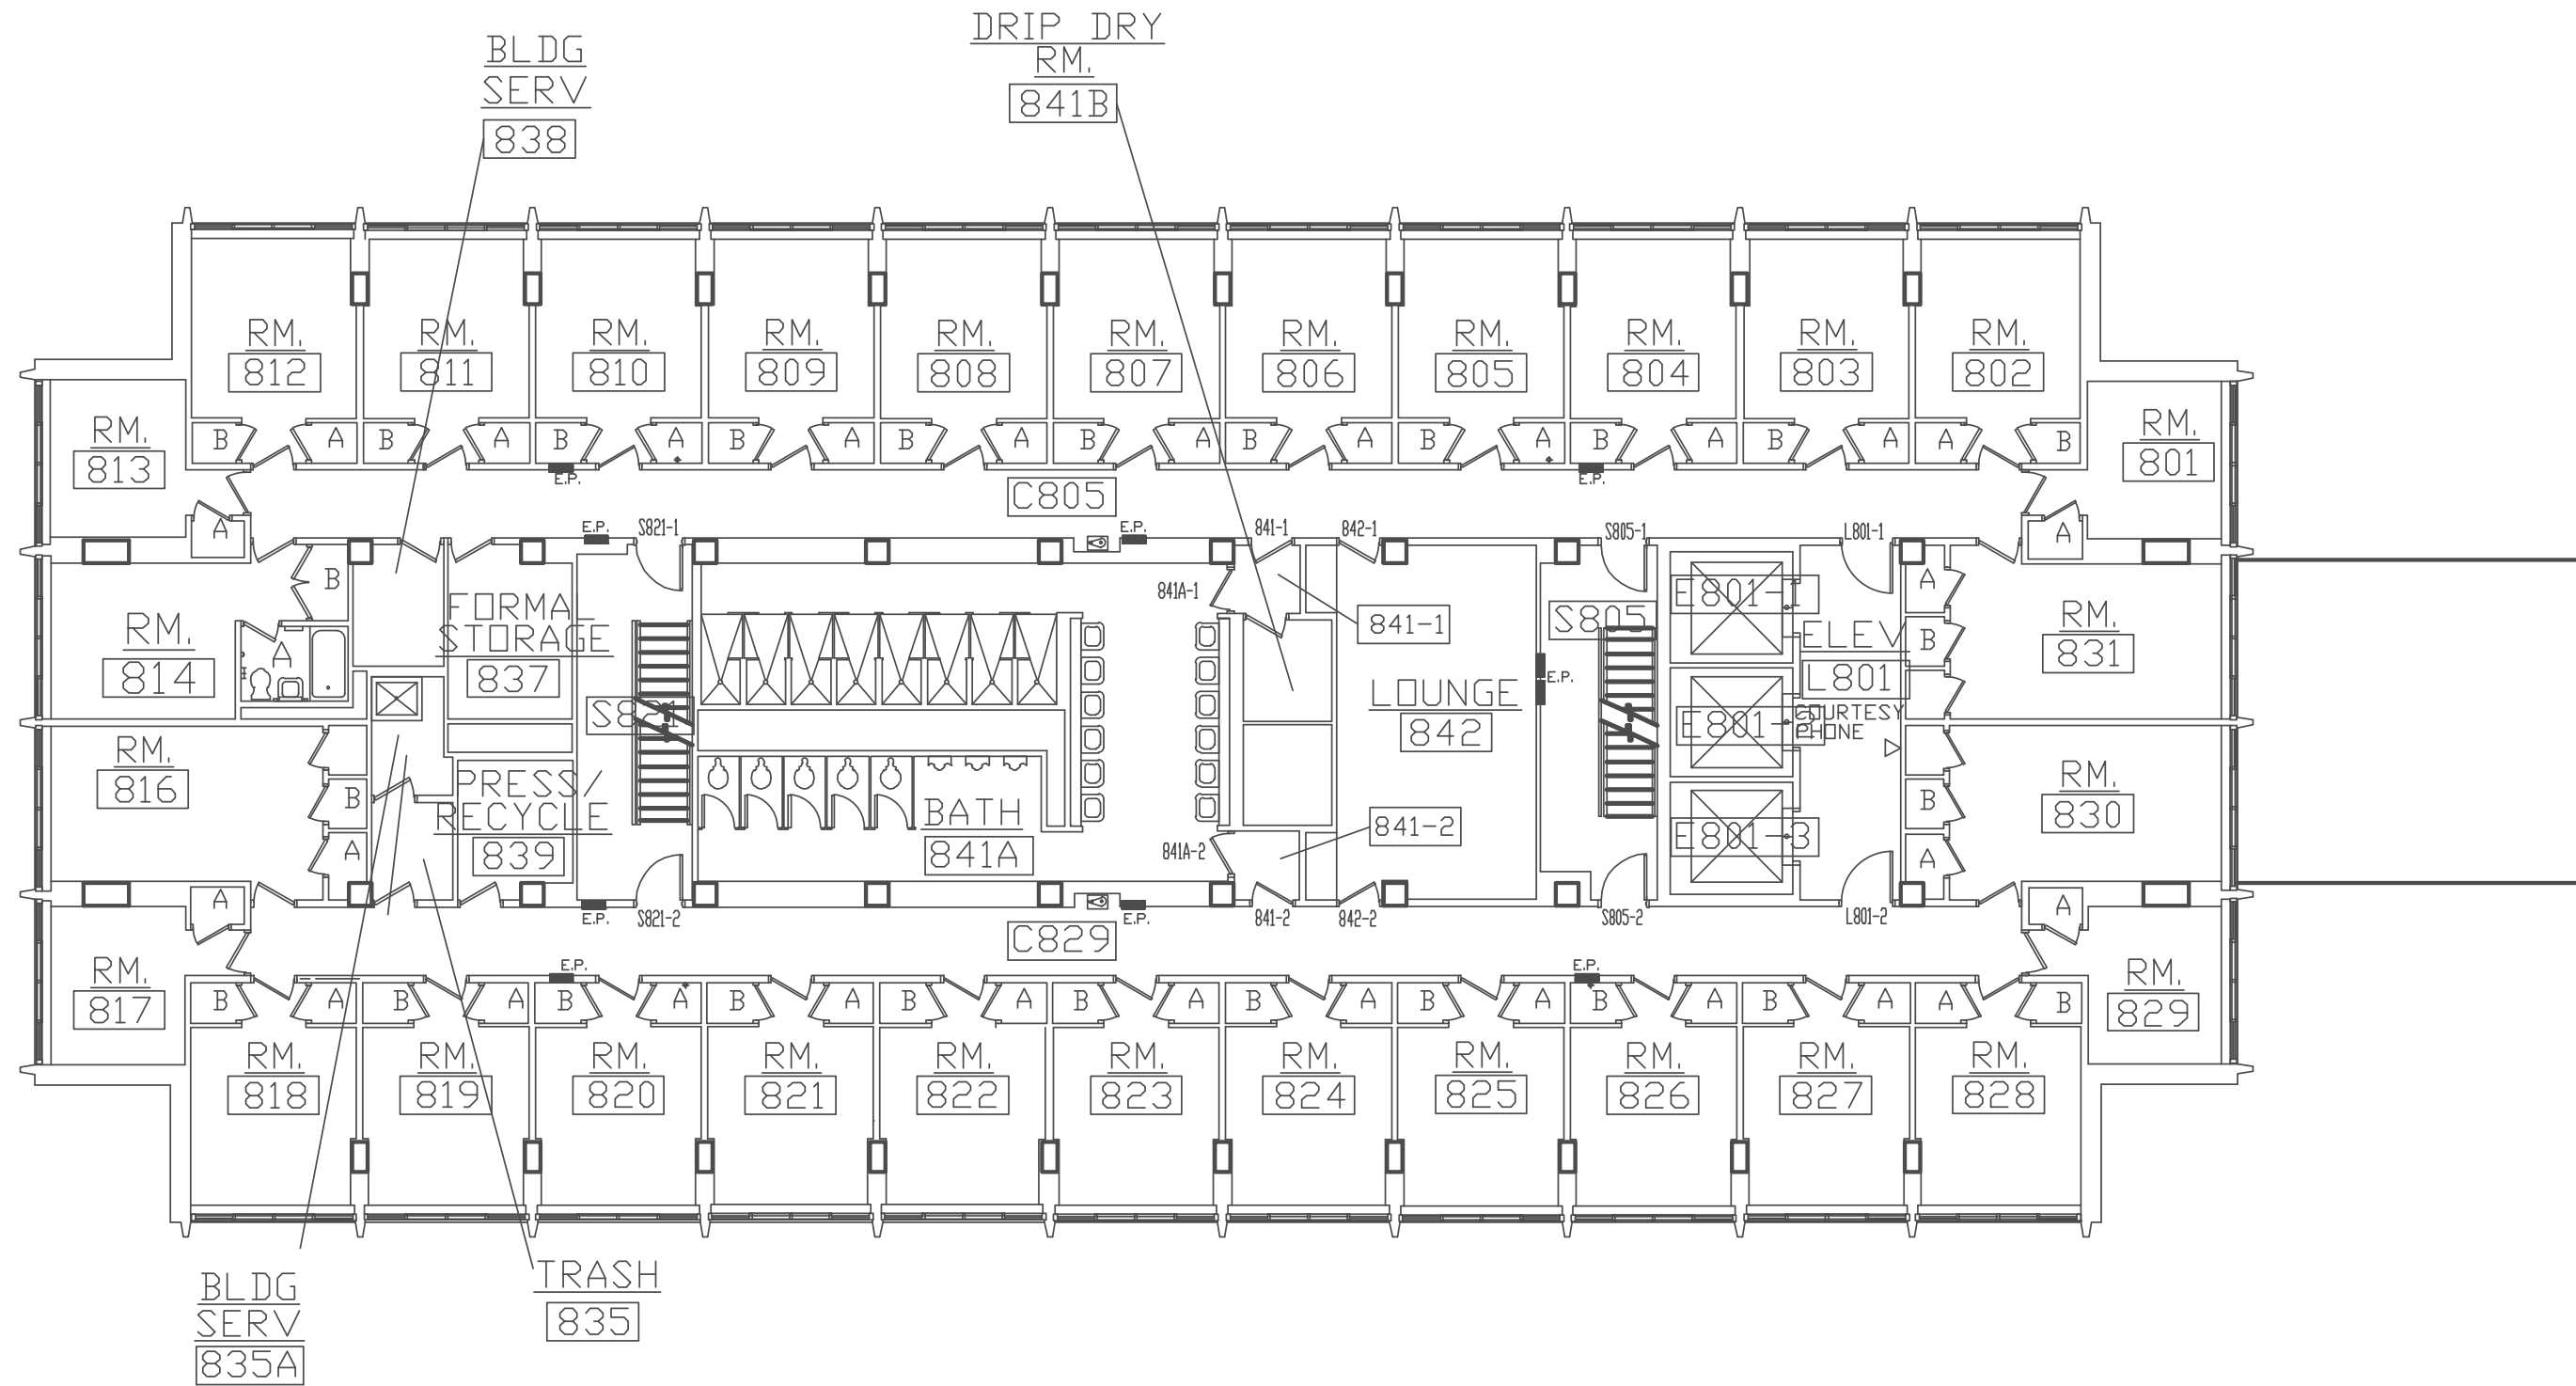 DRIP DRY
RM.
841B
BLDG
SERV
838
RM.
812
RM.
811
RM.
810
RM.
809
RM.
808
RM.
807
RM.
806
RM.
805
RM.
804
RM.
803
RM.
802
RM.
813
RM.
801
B A B A B A B A B A B A B A B A B A B A A B
E.P.
E.P.
C805
A
A
E.P.
S821-1
E.P.
841-1
842-1
S805-1
L801-1
RM.
814
B
A
FORMAL
STORAGE
837
S821
841A-1
841-1
S805
E801-1
ELEV
L801
A
B
RM.
831
LOUNGE
842
E.P.
E801-2
COURTESY
PHONE
RM.
816
B
A
PRESS/
RECYCLE
839
BATH
841A
841A-2
841-2
E801-3
B
A
RM.
830
E.P.
S821-2
E.P.
841-2
842-2
S805-2
L801-2
A
A
C829
E.P.
E.P.
RM.
817
RM.
829
B A B A B A B A B A B A B A B A B A B A A B
RM.
818
RM.
819
RM.
820
RM.
821
RM.
822
RM.
823
RM.
824
RM.
825
RM.
826
RM.
827
RM.
828
BLDG
SERV
835A
TRASH
835